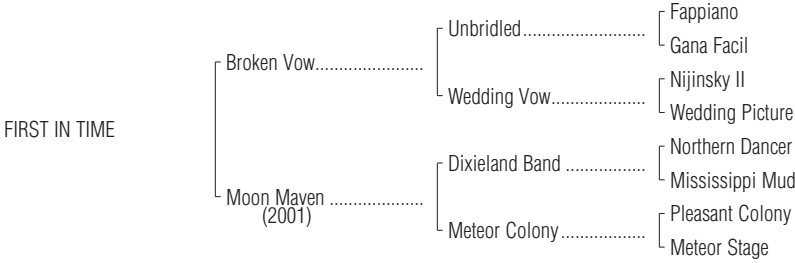 Fappiano
Unbridled..........................
Gana Facil
Broken Vow.......................
Nijinsky II
Wedding Vow....................
Wedding Picture
FIRST IN TIME
Northern Dancer
Dixieland Band .................
Mississippi Mud
Moon Maven ....................
(2001)
Pleasant Colony
Meteor Colony..................
Meteor Stage